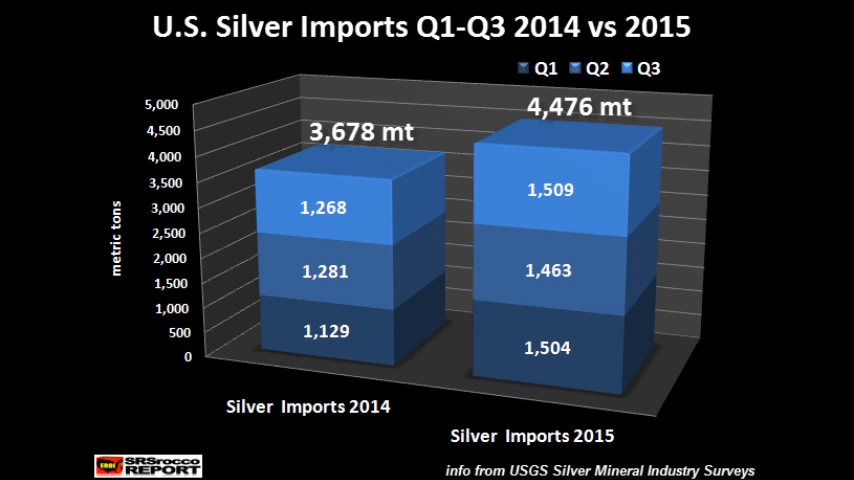 U.S. Silver Imports Q1-Q3 2014 vs 2015
Q1 Q2 Q3
5,000
4,500
4,000
3,500
3,000
2,500
2,000
1,500
1,000
500
0
metric tons
3,678 mt
1,268
1,281
1,129
4,476 mt
1,509
1,463
1,504
Silver Imports 2014
Silver Imports 2015
SRSrocco
REPORT
info from USGS Silver Mineral Industry Surveys